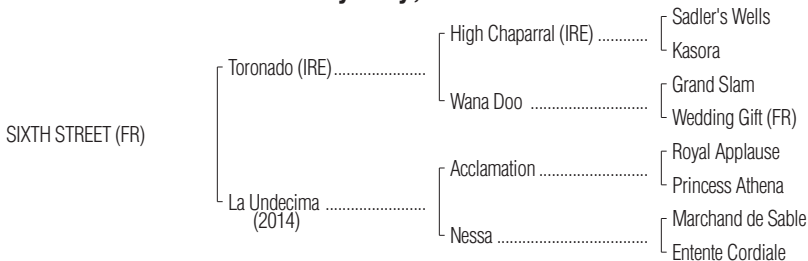 Sadler's Wells
High Chaparral (IRE) ............
Kasora
Toronado (IRE)......................
Grand Slam
Wana Doo ............................
Wedding Gift (FR)
SIXTH STREET (FR)
Royal Applause
Acclamation ..........................
Princess Athena
La Undecima ........................
(2014)
Marchand de Sable
Nessa ....................................
Entente Cordiale